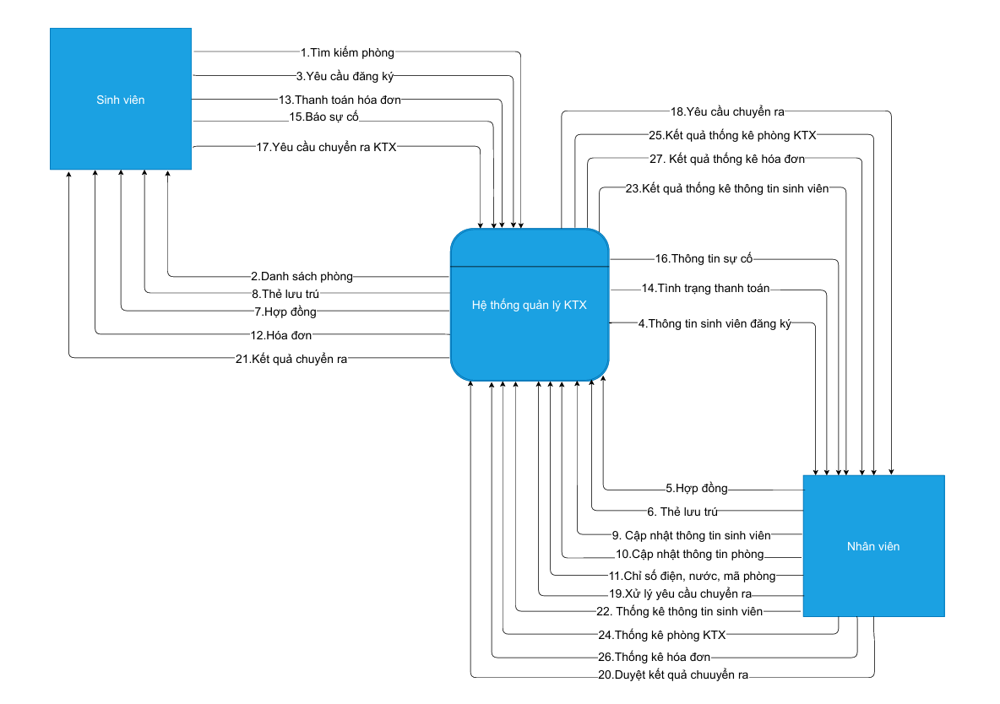 Sinh viên
1.Tìm kiếm phòng
3.Yêu cầu đăng ký
13.Thanh toán hóa đơn
15.Báo sự cố
17.Yêu cầu chuyển ra KTX
18.Yêu cầu chuyển ra
25.Kết quả thống kê phòng KTX
27. Kết quả thống kê hóa đơn
23.Kết quả thống kê thông tin sinh viên
2.Danh sách phòng
8.Thẻ lưu trú
7.Hợp đồng
12.Hóa đơn
21.Kết quả chuyển ra
Hệ thống quản lý KTX
16.Thông tin sự cố
14.Tình trạng thanh toán
4.Thông tin sinh viên đăng ký
5.Hợp đồng
6. Thẻ lưu trú
9. Cập nhật thông tin sinh viên
10.Cập nhật thông tin phòng
11.Chỉ số điện, nước, mã phòng
19.Xử lý yêu cầu chuyển ra
22. Thống kê thông tin sinh viên
24.Thống kê phòng KTX
26.Thống kê hóa đơn
20.Duyệt kết quả chuuyển ra
Nhân viên